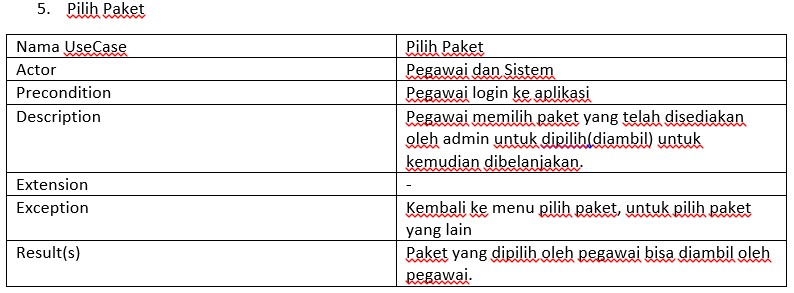 5. Pilih Paket
Nama UseCase
Pilih Paket
Actor
Pegawai dan Sistem
Precondition
Pegawai login ke aplikasi
Description
Pegawai memilih paket yang telah disediakan
oleh admin untuk dipilih(diambil) untuk
kemudian dibelanjakan.
Extension
-
Exception
Kembali ke menu pilih paket, untuk pilih paket
yang lain
Result(s)
Paket yang dipilih oleh pegawai bisa diambil oleh
pegawai.